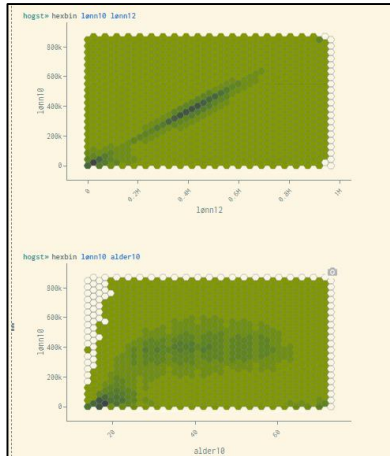 hogst» hexbin lønn10 lønn12
800k
600k
400k
200k
0
lønn10
0
0.2M
0.4M
0.6M
0.8M
1M
lønn12
hogst» hexbin lønn10 alder10
800k
600k
400k
200k
0
lønn10
20
40
60
alder10